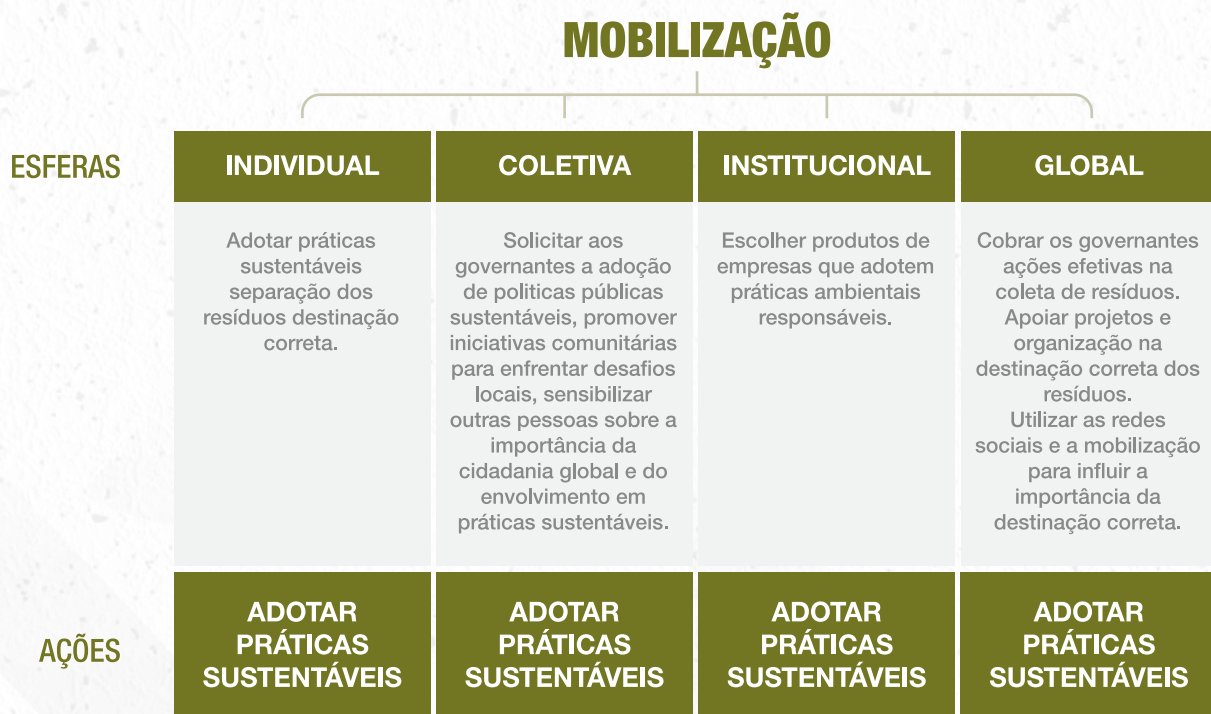 MOBILIZAÇÃO
ESFERAS
INDIVIDUAL
COLETIVA
INSTITUCIONAL
GLOBAL
Adotar práticas
sustentáveis
separação dos
resíduos destinação
correta.
Solicitar aos
governantes a adoção
de politicas públicas
sustentáveis, promover
iniciativas comunitárias
para enfrentar desafios
locais, sensibilizar
outras pessoas sobre a
importância da
cidadania global e do
envolvimento em
práticas sustentáveis.
Escolher produtos de
empresas que adotem
práticas ambientais
responsáveis.
Cobrar os governantes
ações efetivas na
coleta de resíduos.
Apoiar projetos e
organização na
destinação correta dos
resíduos.
Utilizar as redes
sociais e a mobilização
para influir a
importância da
destinação correta.
AÇÕES
ADOTAR
PRÁTICAS
SUSTENTÁVEIS
ADOTAR
PRÁTICAS
SUSTENTÁVEIS
ADOTAR
PRÁTICAS
SUSTENTÁVEIS
ADOTAR
PRÁTICAS
SUSTENTÁVEIS